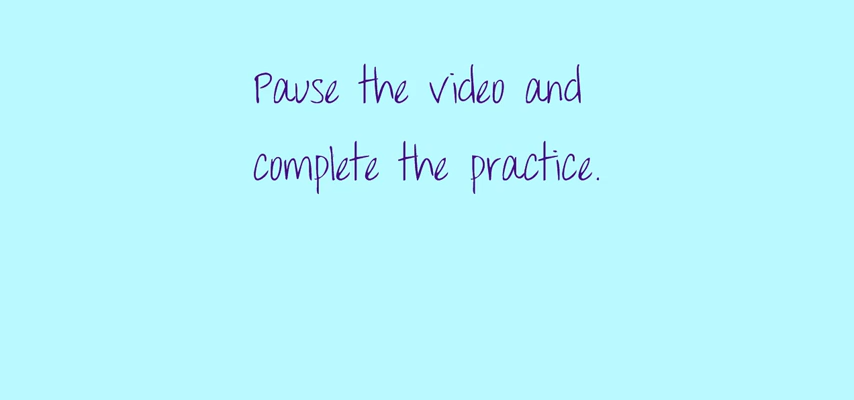 Pause the video and
complete the practice.